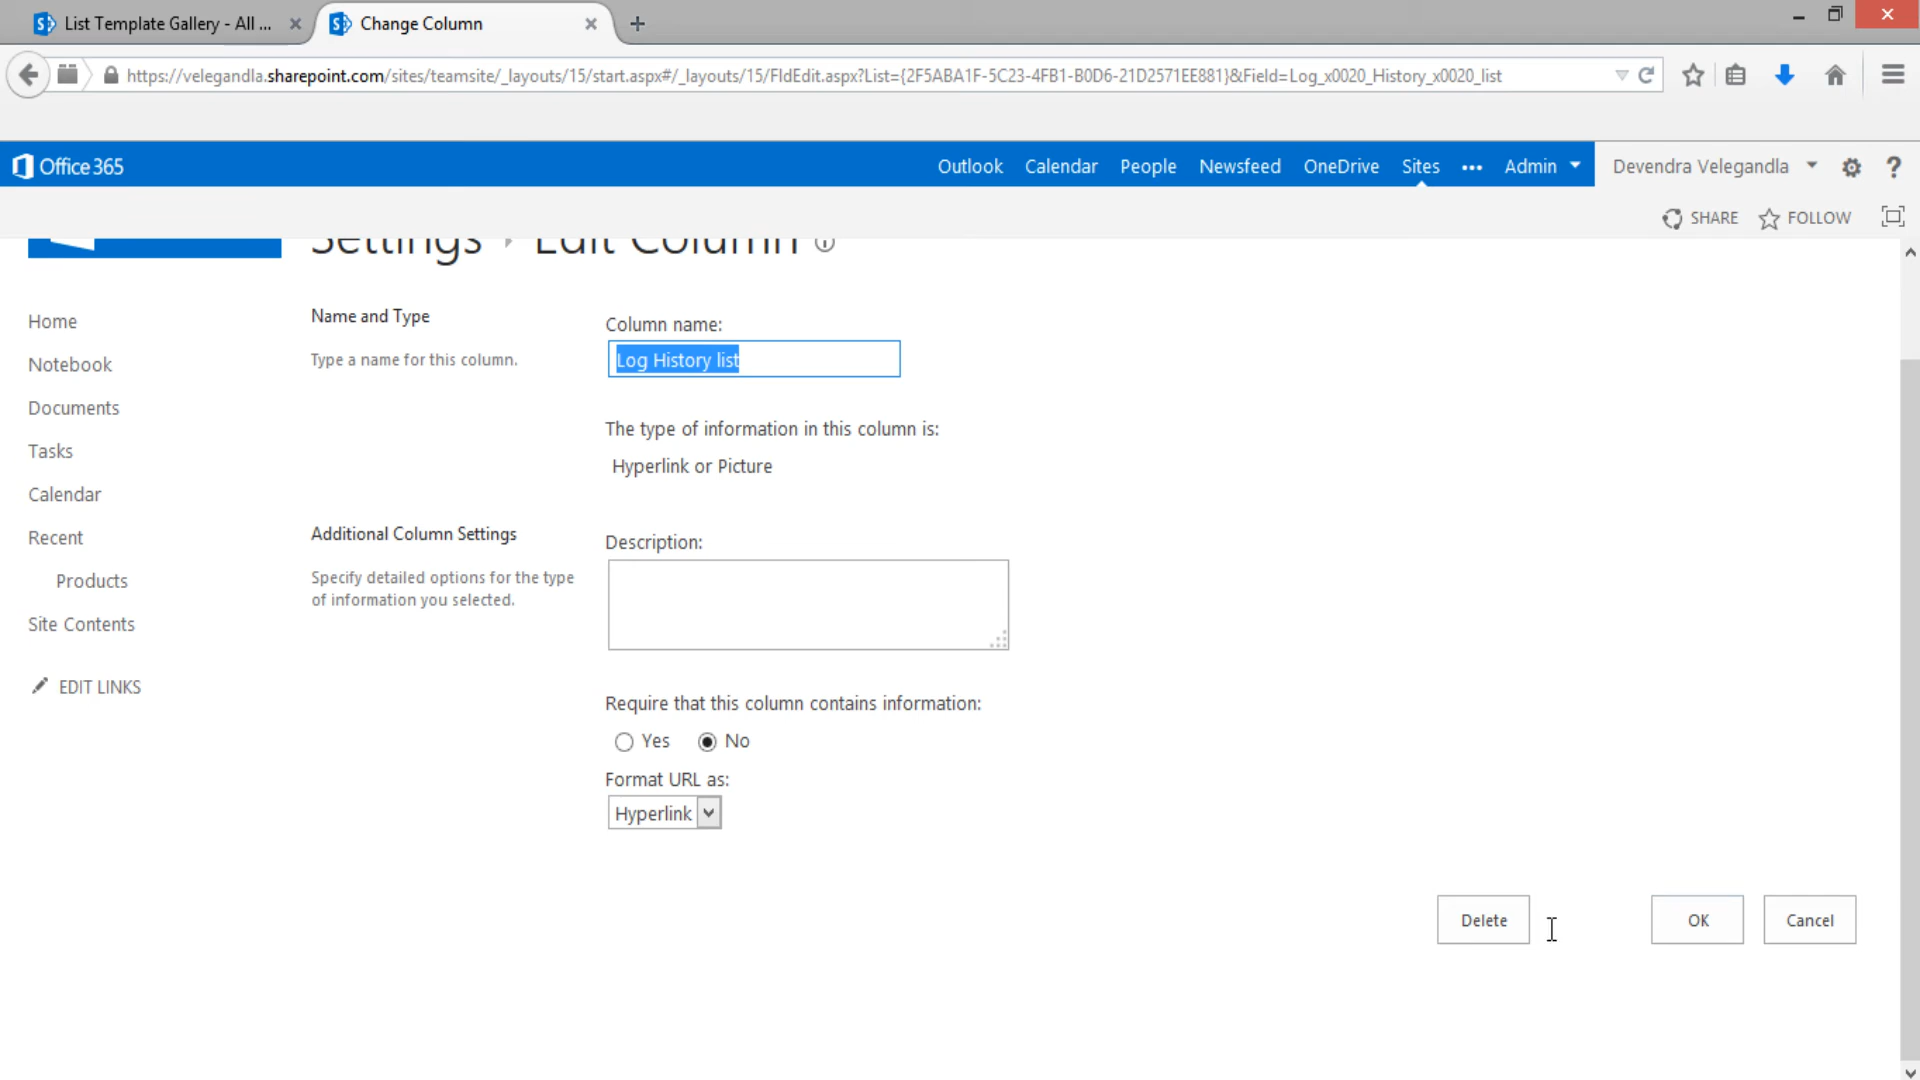 List Template Gallery - All ...
Change Column
https://velegandla.sharepoint.com/sites/teamsite/_layouts/15/start.aspx#/_layouts/15/FldEdit.aspx?List={2F5ABA1F-5C23-4FB1-B0D6-21D2571EE881}&Field=Log_x0020_History_x0020_list
Office 365
Outlook Calendar People Newsfeed OneDrive Sites ••• Admin
Devendra Velegandla
?
SHARE FOLLOW
Settings › Edit Column
Home
Notebook
Documents
Tasks
Calendar
Recent
Products
Site Contents
EDIT LINKS
Name and Type
Type a name for this column.
Column name:
Log History list
The type of information in this column is:
Hyperlink or Picture
Additional Column Settings
Specify detailed options for the type
of information you selected.
Description:
Require that this column contains information:
Yes No
Format URL as:
Hyperlink
Delete OK Cancel